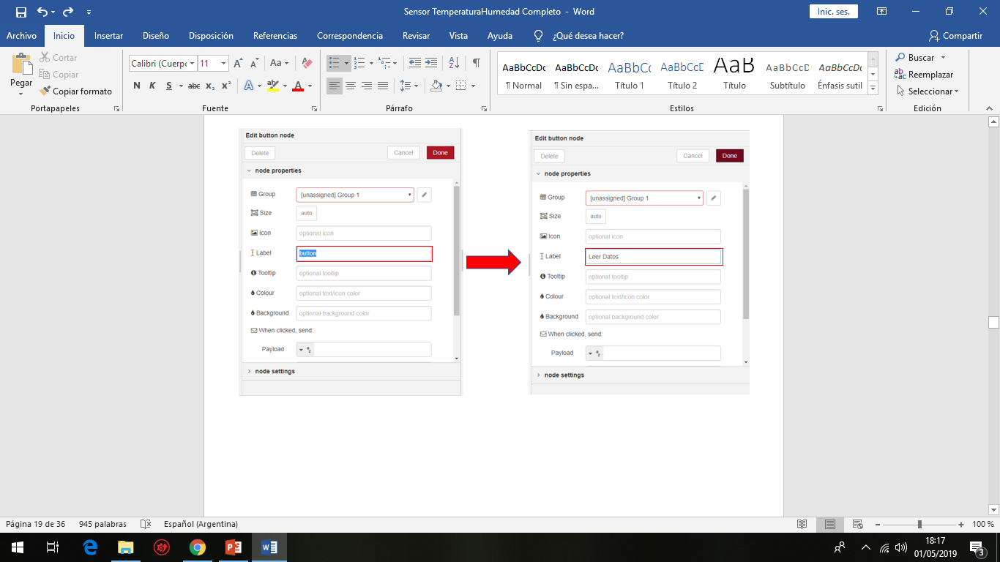 Sensor TemperaturaHumedad Completo - Word
Inic. ses.
Archivo Inicio Insertar Diseño Disposición Referencias Correspondencia Revisar Vista Ayuda ¿Qué desea hacer? Compartir
Pegar
Cortar
Copiar
Copiar formato
Portapapeles
Calibri (Cuerpo 11
Aa
N K S abc x₂ x²
Fuente
Párrafo
AaBbCcDc AaBbCcDc AaBbCc AaBbCcD AaB AaBbCcD AaBbCcDc
¶ Normal ¶ Sin espa... Título 1 Título 2 Título Subtítulo Énfasis sutil
Estilos
Buscar
Reemplazar
Seleccionar
Edición
Edit button node
Delete Cancel Done
node properties
Group [unassigned] Group 1
Size auto
Icon optional icon
Label button
Tooltip optional tooltip
Colour optional text/icon color
Background optional background color
When clicked, send:
Payload
node settings
Edit button node
Delete Cancel Done
node properties
Group [unassigned] Group 1
Size auto
Icon optional icon
Label Leer Datos
Tooltip optional tooltip
Colour optional text/icon color
Background optional background color
When clicked, send:
Payload
node settings
Página 19 de 36 945 palabras Español (Argentina) 100 %
18:17
01/05/2019
3